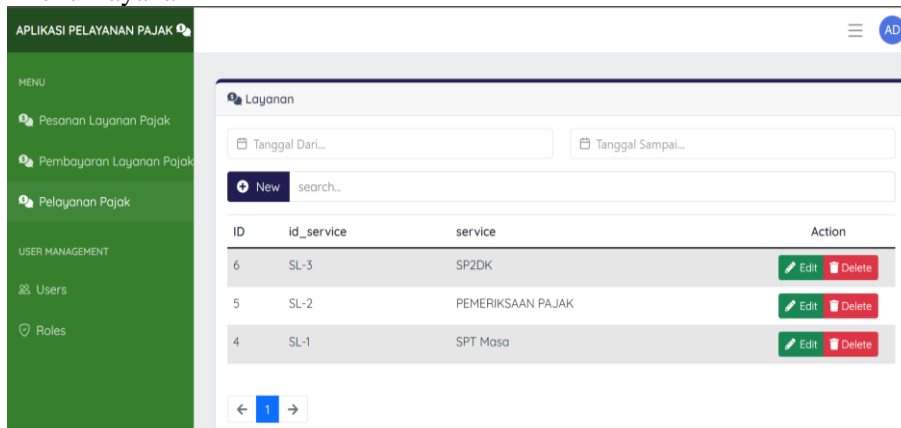 APLIKASI PELAYANAN PAJAK
AD
MENU
Pesanan Layanan Pajak
Pembayaran Layanan Pajak
Pelayanan Pajak
USER MANAGEMENT
Users
Roles
Layanan
Tanggal Dari... Tanggal Sampai...
New search...
ID id_service service Action
6 SL-3 SP2DK Edit Delete
5 SL-2 PEMERIKSAAN PAJAK Edit Delete
4 SL-1 SPT Masa Edit Delete
← 1 →